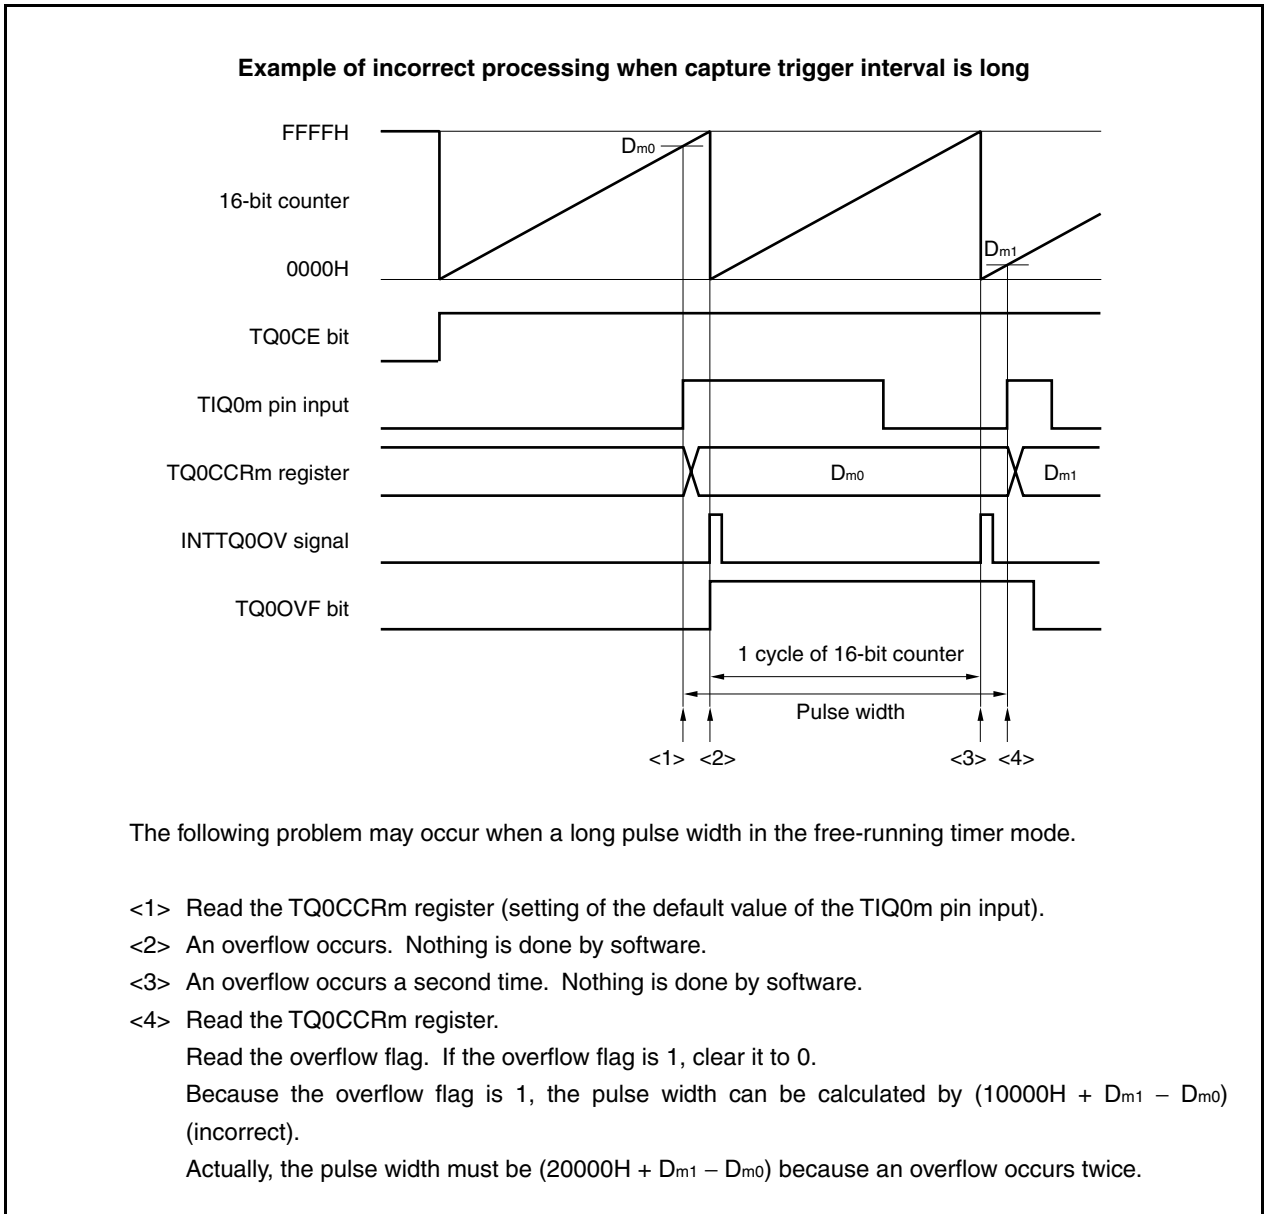 Example of incorrect processing when capture trigger interval is long
FFFFH
Dm0
16-bit counter
Dm1
0000H
TQ0CE bit
TIQ0m pin input
TQ0CCRm register
Dm0
Dm1
INTTQ0OV signal
TQ0OVF bit
1 cycle of 16-bit counter
Pulse width
<1> <2> <3> <4>
The following problem may occur when a long pulse width in the free-running timer mode.
<1> Read the TQ0CCRm register (setting of the default value of the TIQ0m pin input).
<2> An overflow occurs. Nothing is done by software.
<3> An overflow occurs a second time. Nothing is done by software.
<4> Read the TQ0CCRm register.
Read the overflow flag. If the overflow flag is 1, clear it to 0.
Because the overflow flag is 1, the pulse width can be calculated by (10000H + Dm1 − Dm0)
(incorrect).
Actually, the pulse width must be (20000H + Dm1 − Dm0) because an overflow occurs twice.